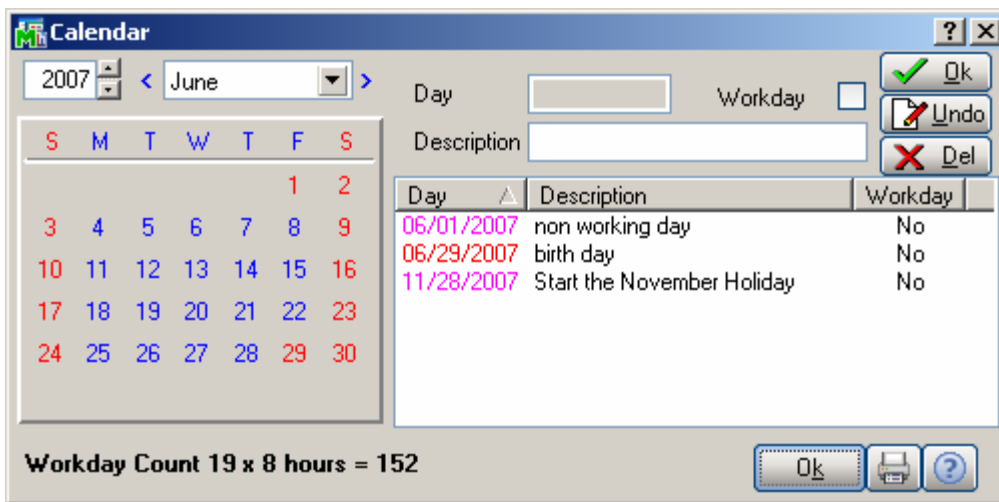 Calendar
2007 < June >
S M T W T F S
1 2
3 4 5 6 7 8 9
10 11 12 13 14 15 16
17 18 19 20 21 22 23
24 25 26 27 28 29 30
Day Workday
Description
Ok
Undo
Del
Day Description Workday
06/01/2007 non working day No
06/29/2007 birth day No
11/28/2007 Start the November Holiday No
Workday Count 19 x 8 hours = 152
Ok